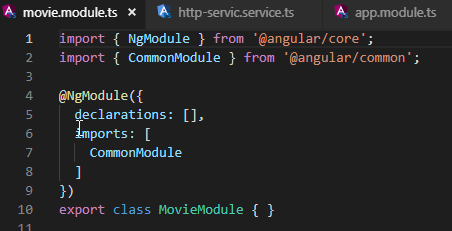 movie.module.ts × http-servic.service.ts app.module.ts
1 import { NgModule } from '@angular/core';
2 import { CommonModule } from '@angular/common';
3
4 @NgModule({
5 declarations: [],
6 imports: [
7 CommonModule
8 ]
9 })
10 export class MovieModule { }